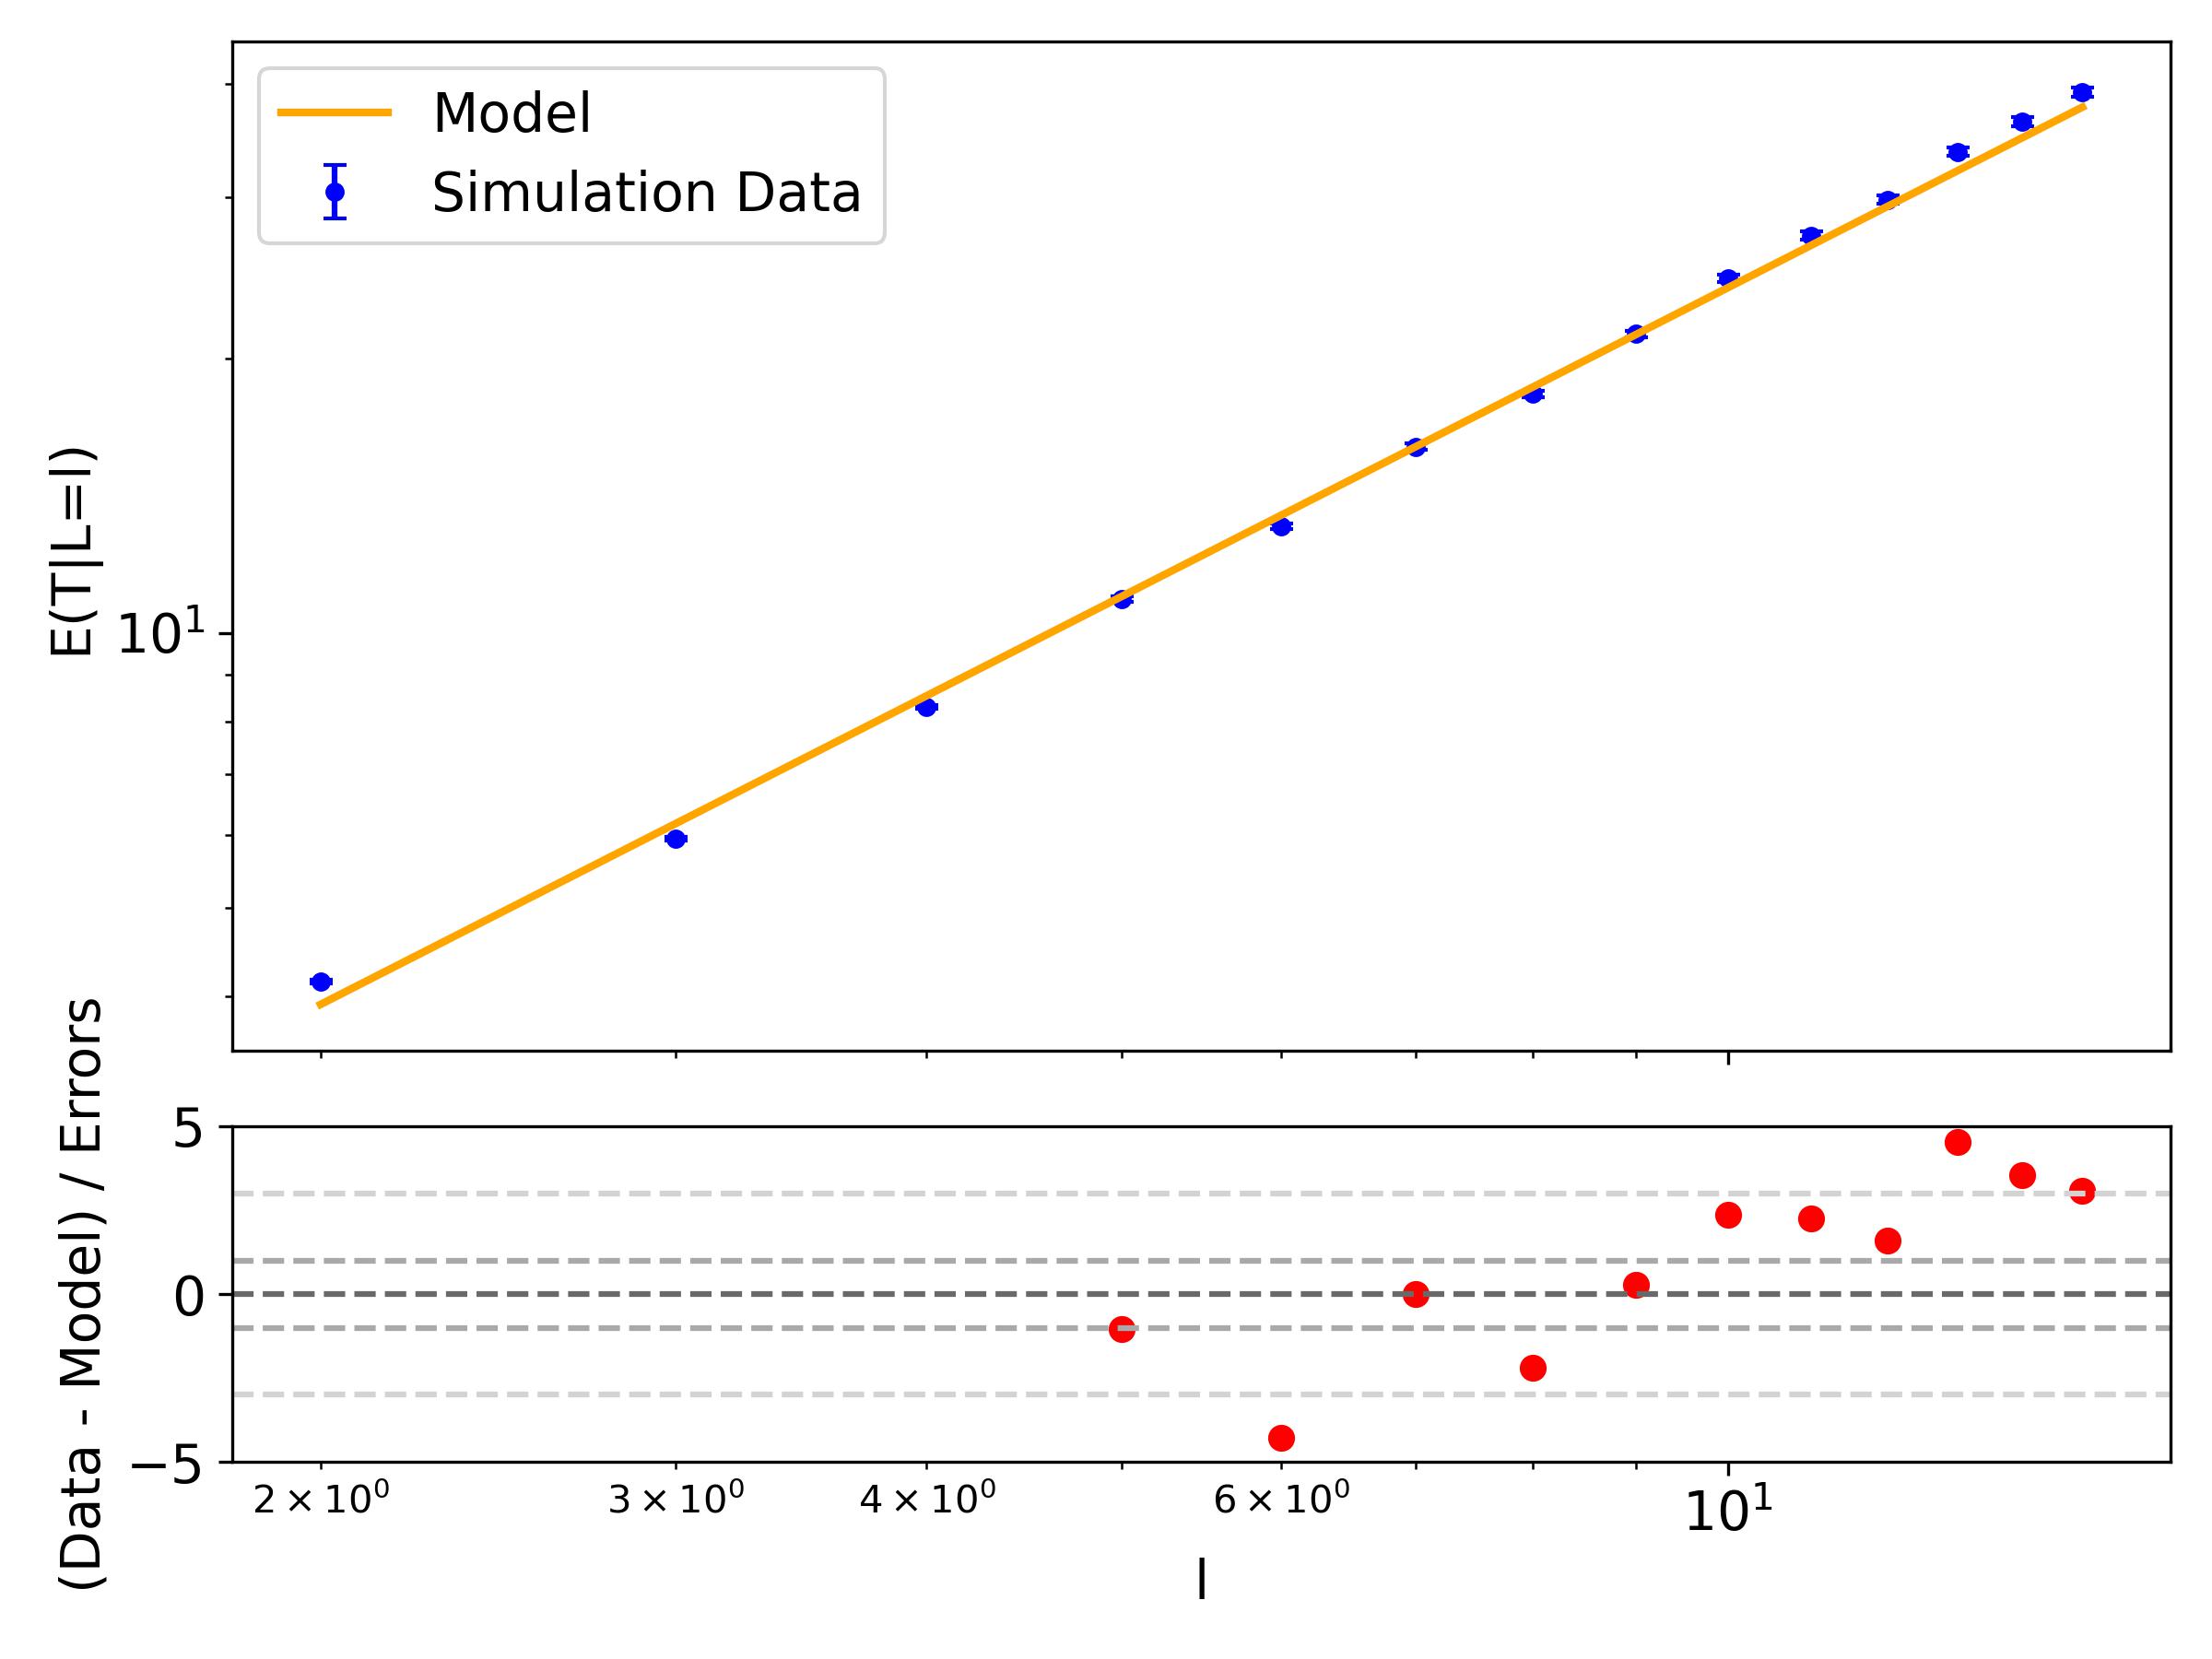 Model
Simulation Data
E(T|L=l)
10¹
(Data - Model) / Errors
5
0
−5
2 × 10⁰
3 × 10⁰
4 × 10⁰
6 × 10⁰
10¹
l